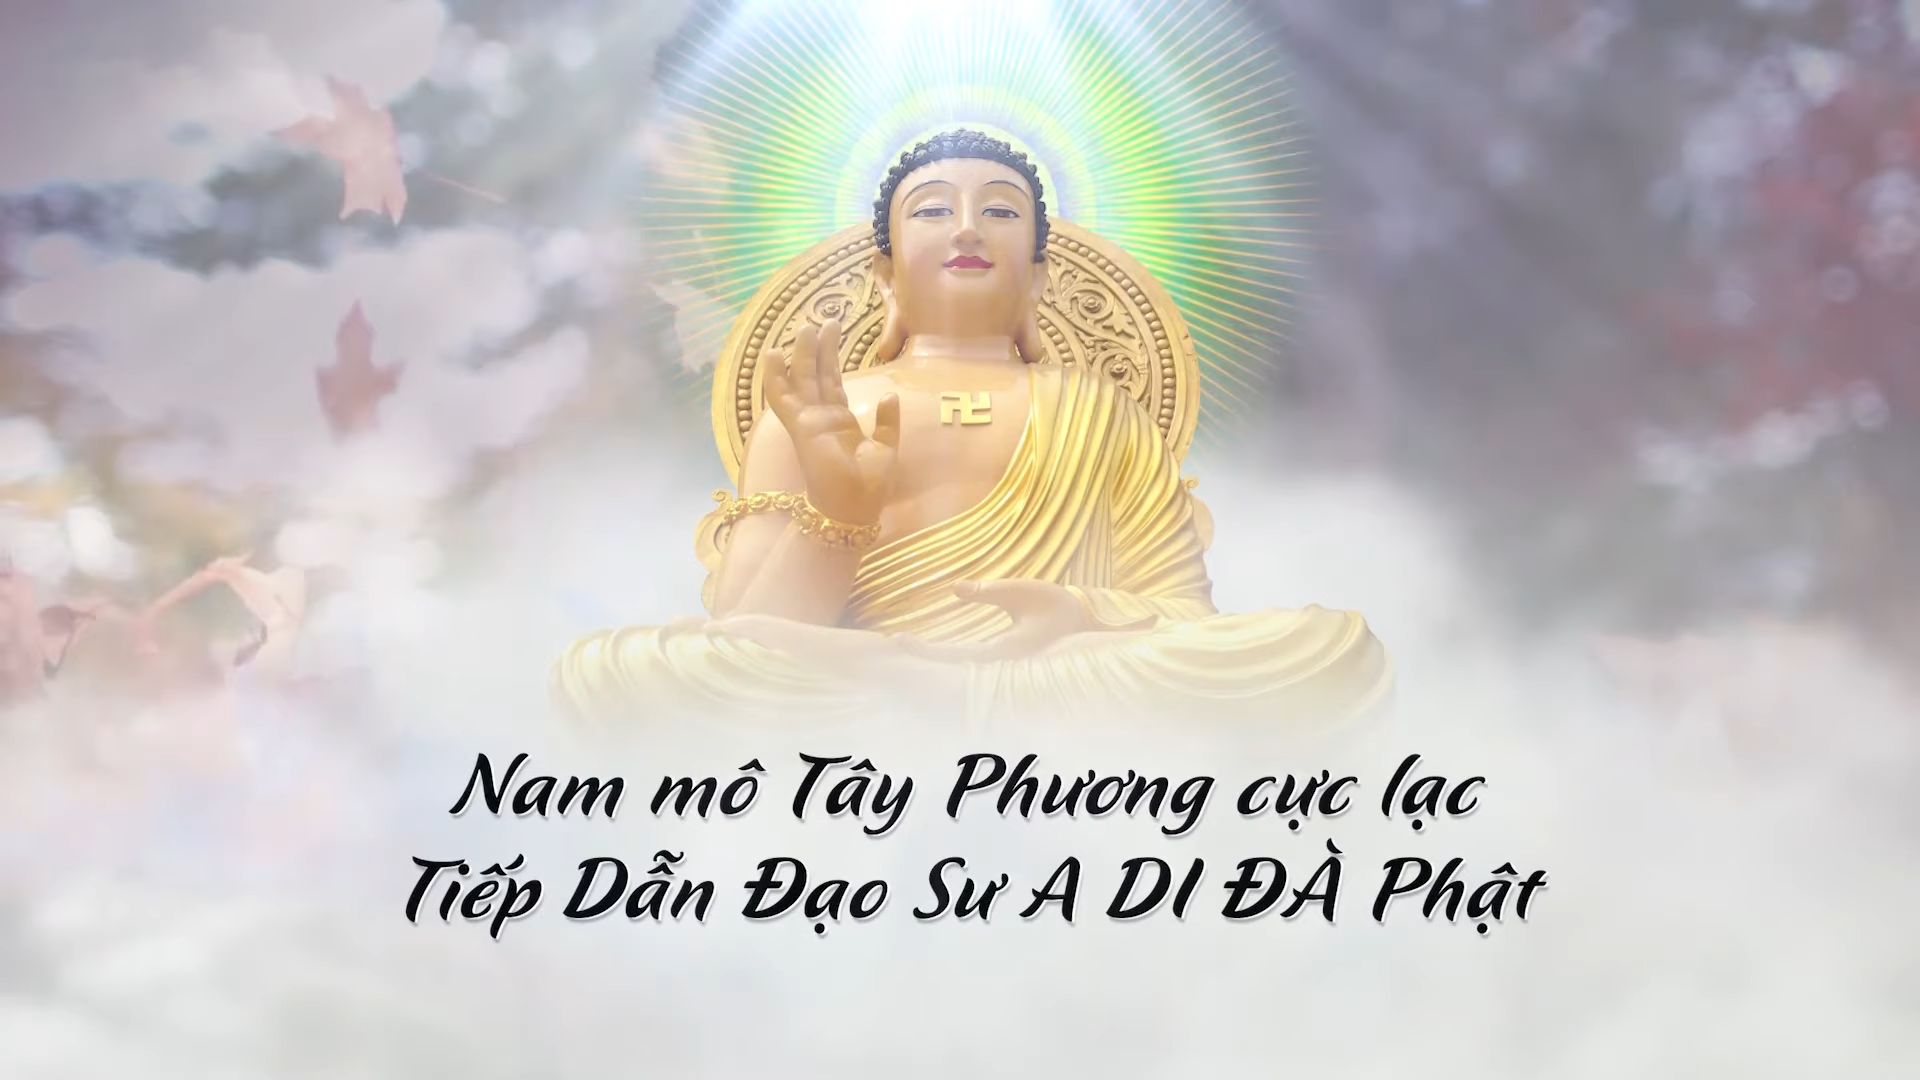 Nam mô Tây Phương cực lạc
Tiếp Dẫn Đạo Sư A DI ĐÀ Phật